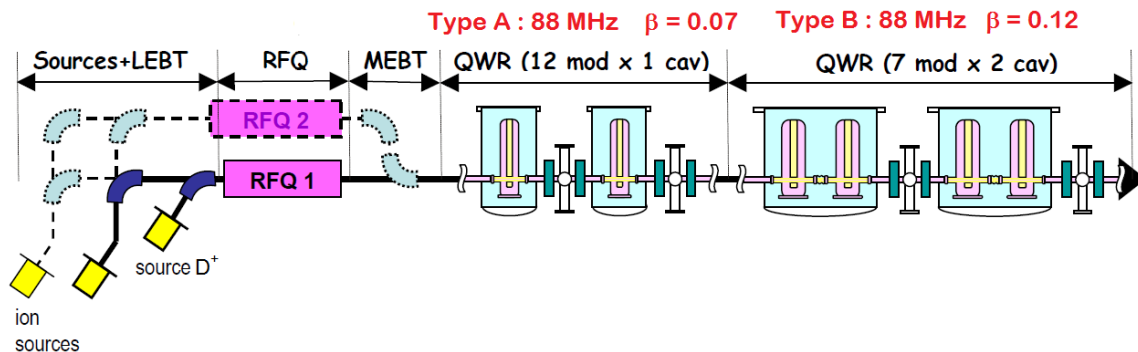 Type A : 88 MHz β = 0.07
Type B : 88 MHz β = 0.12
Sources+LEBT
RFQ
MEBT
QWR (12 mod x 1 cav)
QWR (7 mod x 2 cav)
RFQ 2
RFQ 1
source D⁺
ion
sources